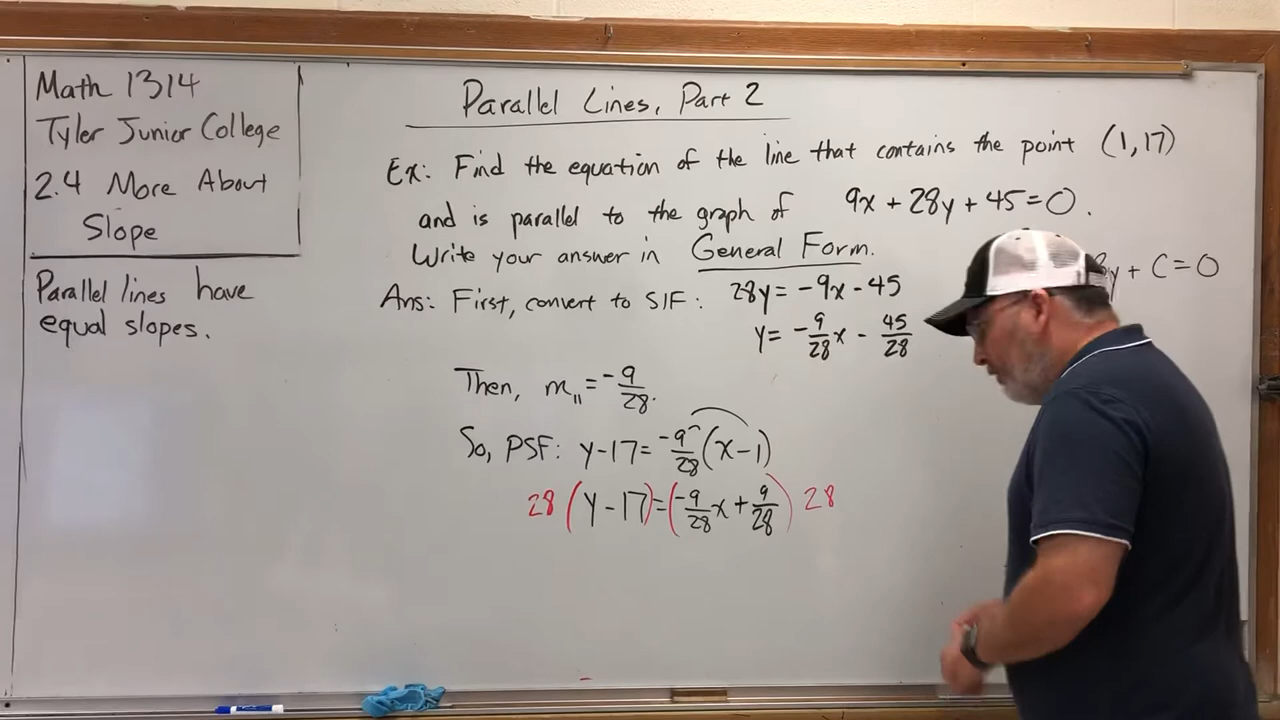 Math 1314
Tyler Junior College
2.4 More About
Slope
Parallel lines have
equal slopes.
Parallel Lines, Part 2
Ex: Find the equation of the line that contains the point (1,17)
and is parallel to the graph of 9x + 28y + 45 = 0.
Write your answer in General Form.
y + C = 0
Ans: First, convert to SIF: 28y = -9x - 45
y = -9/28 x - 45/28
Then, m₁₁ = -9/28.
So, PSF: y - 17 = -9/28 (x - 1)
28 (y - 17) = (-9/28 x + 9/28) 28